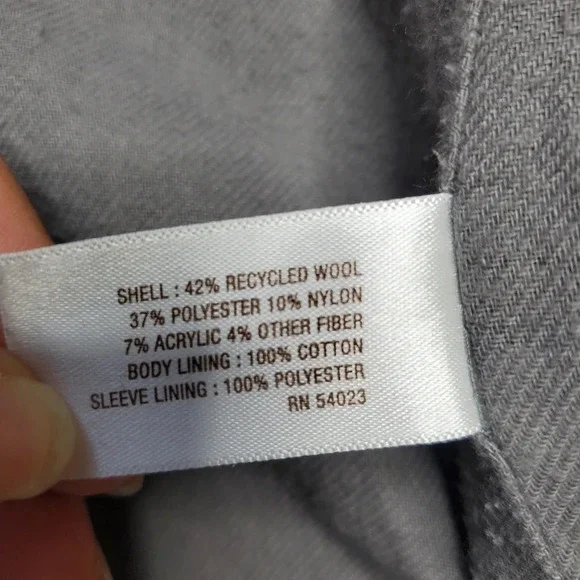 SHELL : 42% RECYCLED WOOL
37% POLYESTER 10% NYLON
7% ACRYLIC 4% OTHER FIBER
BODY LINING : 100% COTTON
SLEEVE LINING : 100% POLYESTER
RN 54023